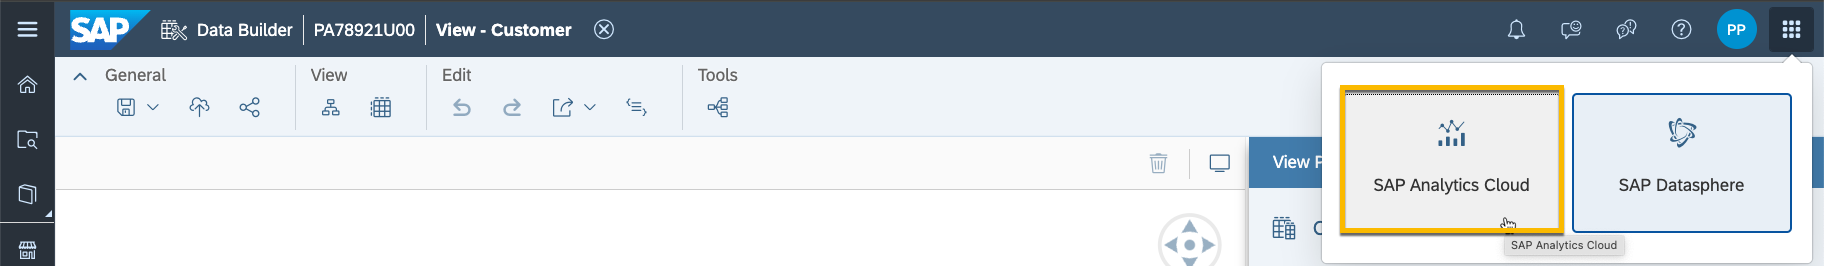 SAP Data Builder PA78921U00 View - Customer PP
General View Edit Tools
View P
SAP Analytics Cloud SAP Datasphere
SAP Analytics Cloud